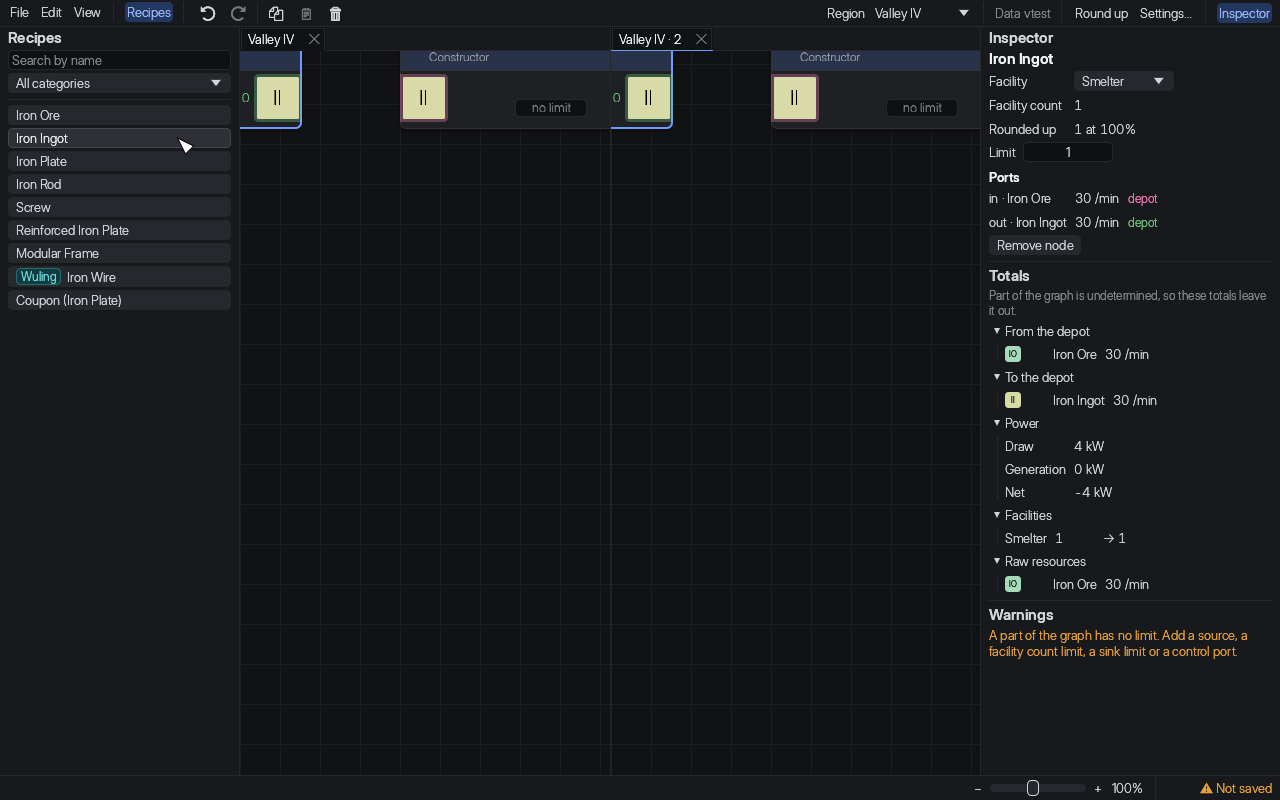 File Edit View Recipes Region Valley IV Data vtest Round up Settings... Inspector
Recipes
Search by name
All categories
Iron Ore
Iron Ingot
Iron Plate
Iron Rod
Screw
Reinforced Iron Plate
Modular Frame
Wuling Iron Wire
Coupon (Iron Plate)
Valley IV
Constructor
0 II II no limit
Valley IV · 2
Constructor
0 II II no limit
Inspector
Iron Ingot
Facility Smelter
Facility count 1
Rounded up 1 at 100%
Limit 1
Ports
in · Iron Ore 30 /min depot
out · Iron Ingot 30 /min depot
Remove node
Totals
Part of the graph is undetermined, so these totals leave
it out.
From the depot
IO Iron Ore 30 /min
To the depot
II Iron Ingot 30 /min
Power
Draw 4 kW
Generation 0 kW
Net -4 kW
Facilities
Smelter 1 → 1
Raw resources
IO Iron Ore 30 /min
Warnings
A part of the graph has no limit. Add a source, a
facility count limit, a sink limit or a control port.
− + 100% Not saved